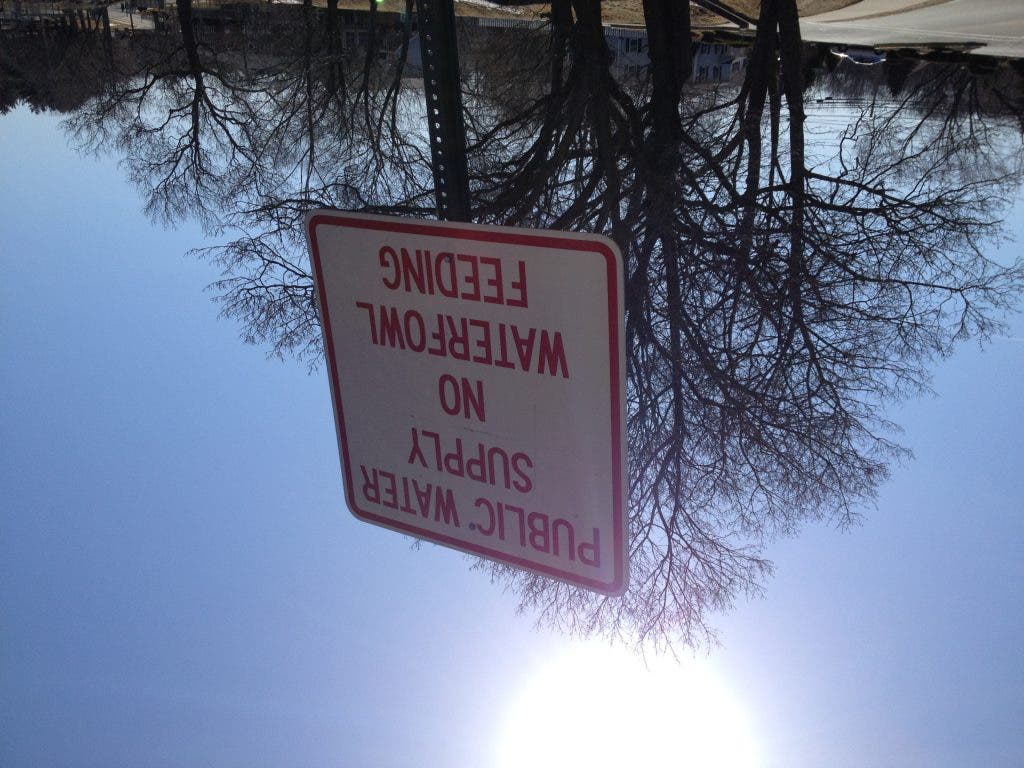 PUBLIC WATER
SUPPLY
NO
WATERFOWL
FEEDING